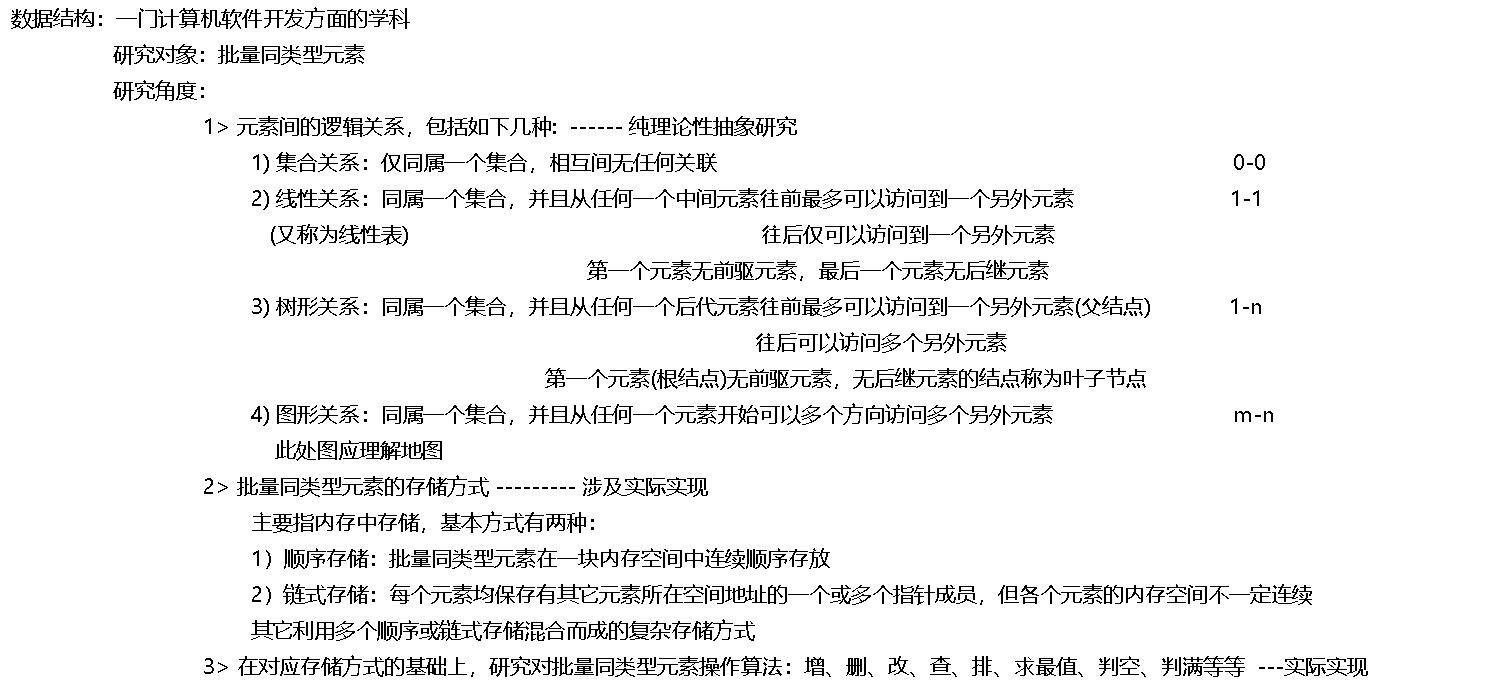 数据结构：一门计算机软件开发方面的学科
研究对象：批量同类型元素
研究角度：
1> 元素间的逻辑关系，包括如下几种：------ 纯理论性抽象研究
1) 集合关系：仅同属一个集合，相互间无任何关联 0-0
2) 线性关系：同属一个集合，并且从任何一个中间元素往前最多可以访问到一个另外元素 1-1
(又称为线性表) 往后仅可以访问到一个另外元素
第一个元素无前驱元素，最后一个元素无后继元素
3) 树形关系：同属一个集合，并且从任何一个后代元素往前最多可以访问到一个另外元素(父结点) 1-n
往后可以访问多个另外元素
第一个元素(根结点)无前驱元素，无后继元素的结点称为叶子节点
4) 图形关系：同属一个集合，并且从任何一个元素开始可以多个方向访问多个另外元素 m-n
此处图应理解地图
2> 批量同类型元素的存储方式 --------- 涉及实际实现
主要指内存中存储，基本方式有两种：
1）顺序存储：批量同类型元素在一块内存空间中连续顺序存放
2）链式存储：每个元素均保存有其它元素所在空间地址的一个或多个指针成员，但各个元素的内存空间不一定连续
其它利用多个顺序或链式存储混合而成的复杂存储方式
3> 在对应存储方式的基础上，研究对批量同类型元素操作算法：增、删、改、查、排、求最值、判空、判满等等 ---实际实现